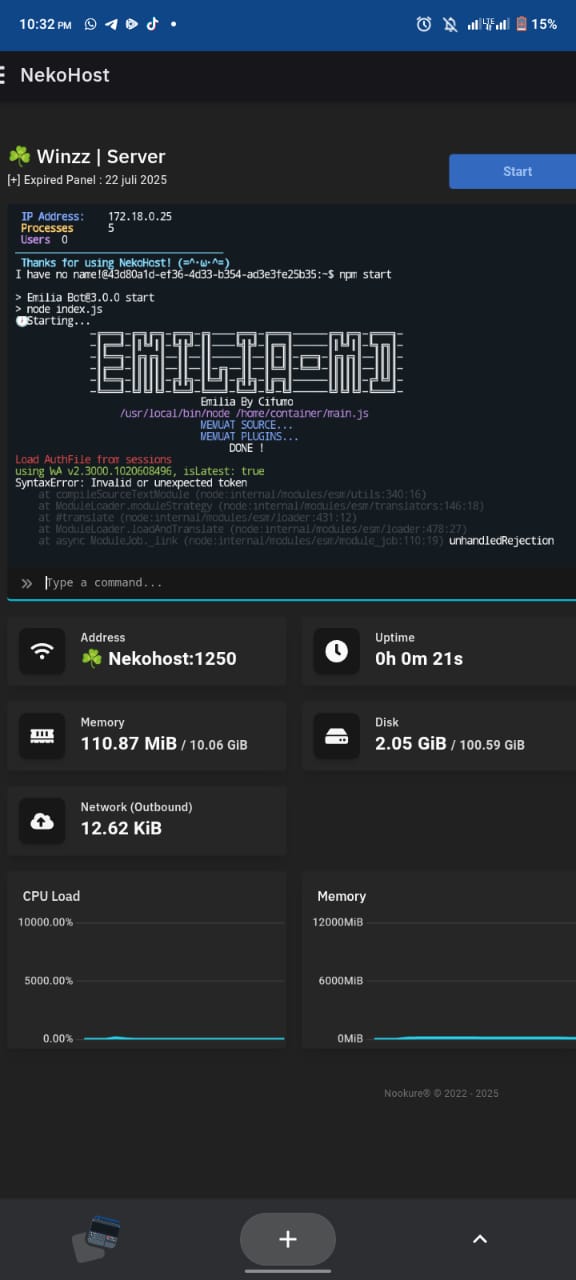 10:32 PM
LTE
15%
NekoHost
☘️ Winzz | Server
[+] Expired Panel : 22 juli 2025
Start
IP Address: 172.18.0.25
Processes 5
Users 0
Thanks for using NekoHost! (=^･ω･^=)
I have no name!@43d80a1d-ef36-4d33-b354-ad3e3fe25b35:~$ npm start
> Emilia Bot@3.0.0 start
> node index.js
🕛Starting...
EMILIA-MD
Emilia By Cifumo
/usr/local/bin/node /home/container/main.js
MEMUAT SOURCE...
MEMUAT PLUGINS...
DONE !
Load AuthFile from sessions
using WA v2.3000.1020608496, isLatest: true
SyntaxError: Invalid or unexpected token
at compileSourceTextModule (node:internal/modules/esm/utils:340:16)
at ModuleLoader.moduleStrategy (node:internal/modules/esm/translators:146:18)
at #translate (node:internal/modules/esm/loader:431:12)
at ModuleLoader.loadAndTranslate (node:internal/modules/esm/loader:478:27)
at async ModuleJob._link (node:internal/modules/esm/module_job:110:19) unhandledRejection
» Type a command...
Address
☘️ Nekohost:1250
Uptime
0h 0m 21s
Memory
110.87 MiB / 10.06 GiB
Disk
2.05 GiB / 100.59 GiB
Network (Outbound)
12.62 KiB
CPU Load
10000.00%
5000.00%
0.00%
Memory
12000MiB
6000MiB
0MiB
Nookure® © 2022 - 2025